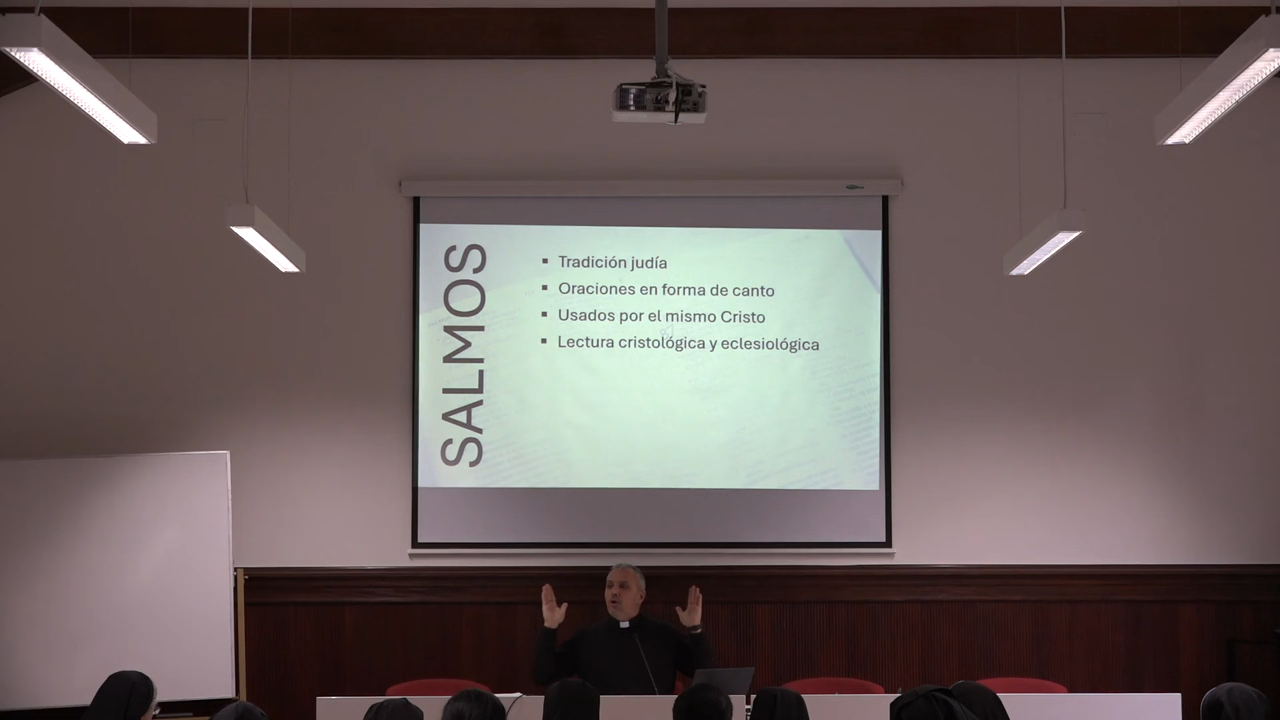 SALMOS
▪ Tradición judía
▪ Oraciones en forma de canto
▪ Usados por el mismo Cristo
▪ Lectura cristológica y eclesiológica